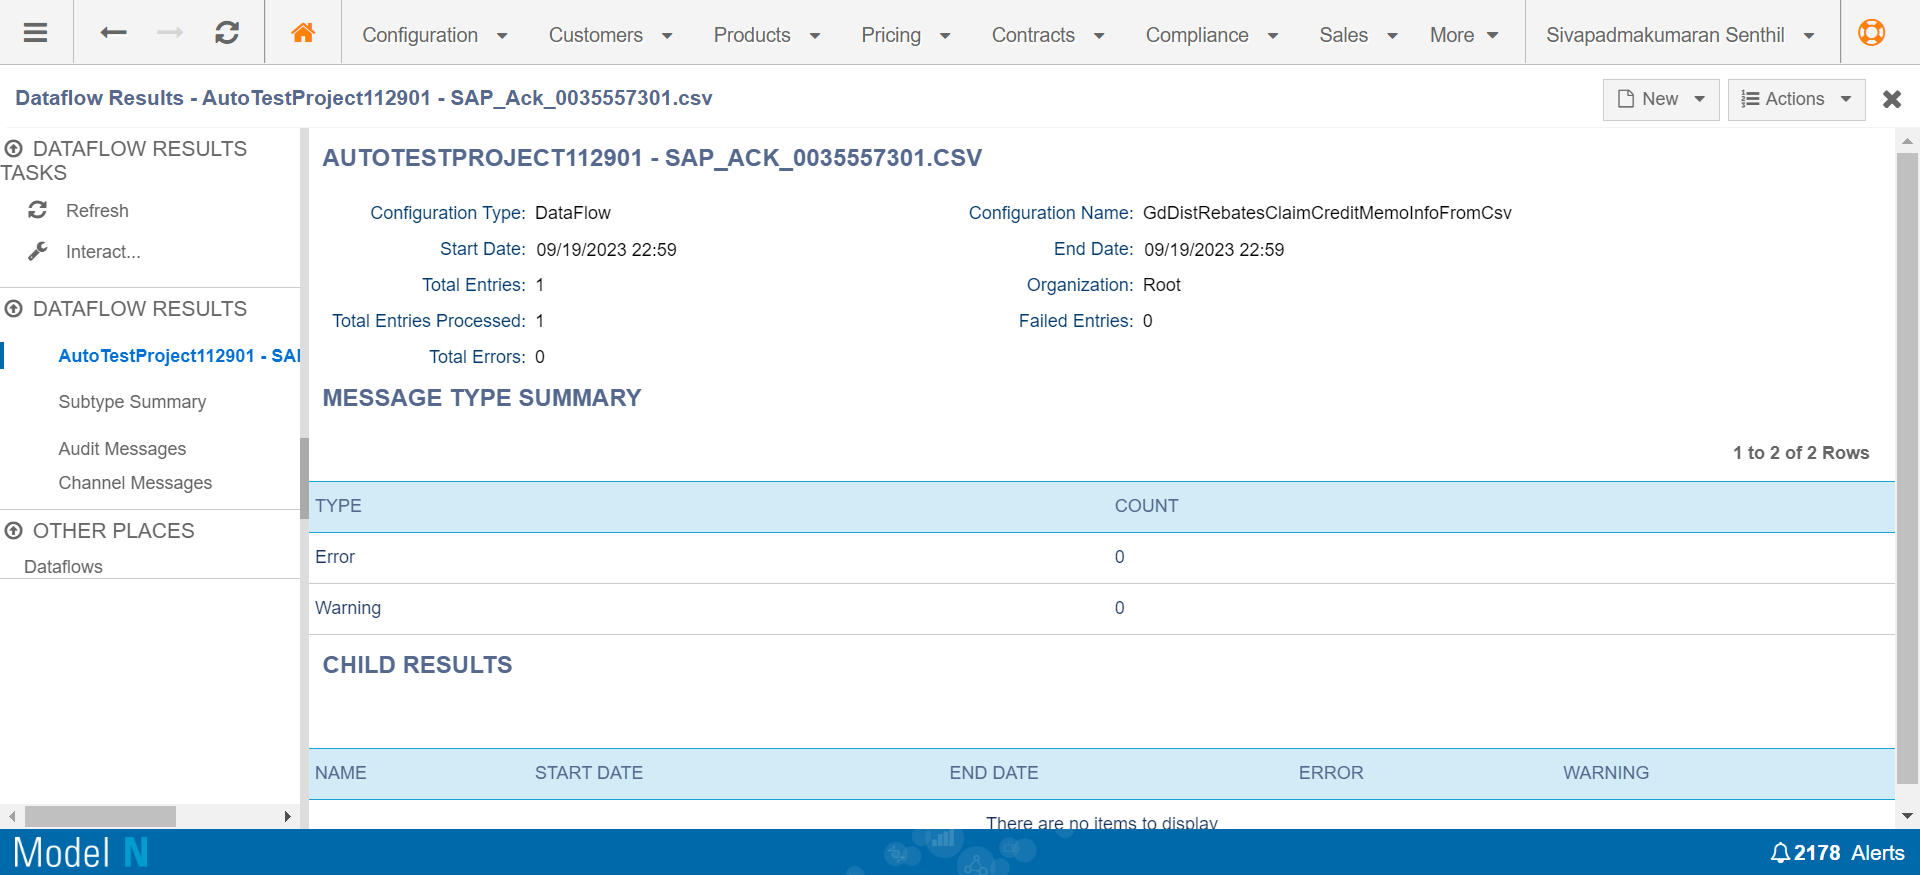 Configuration Customers Products Pricing Contracts Compliance Sales More Sivapadmakumaran Senthil
Dataflow Results - AutoTestProject112901 - SAP_Ack_0035557301.csv
New Actions
DATAFLOW RESULTS
TASKS
Refresh
Interact...
DATAFLOW RESULTS
AutoTestProject112901 - SAP
Subtype Summary
Audit Messages
Channel Messages
OTHER PLACES
Dataflows
AUTOTESTPROJECT112901 - SAP_ACK_0035557301.CSV
Configuration Type: DataFlow Configuration Name: GdDistRebatesClaimCreditMemoInfoFromCsv
Start Date: 09/19/2023 22:59 End Date: 09/19/2023 22:59
Total Entries: 1 Organization: Root
Total Entries Processed: 1 Failed Entries: 0
Total Errors: 0
MESSAGE TYPE SUMMARY
1 to 2 of 2 Rows
TYPE COUNT
Error 0
Warning 0
CHILD RESULTS
NAME START DATE END DATE ERROR WARNING
There are no items to display
Model N
2178 Alerts